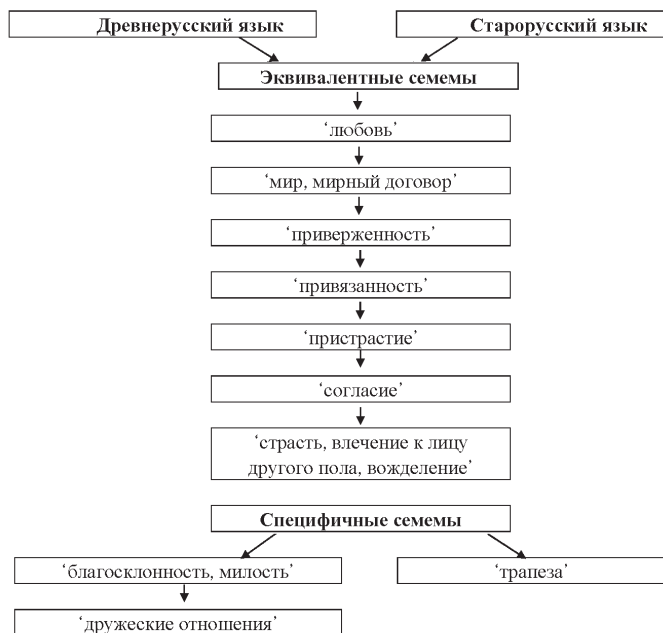 Древнерусский язык
Старорусский язык
Эквивалентные семемы
‘любовь’
‘мир, мирный договор’
‘приверженность’
‘привязанность’
‘пристрастие’
‘согласие’
‘страсть, влечение к лицу
другого пола, вожделение’
Специфичные семемы
‘благосклонность, милость’
‘трапеза’
‘дружеские отношения’